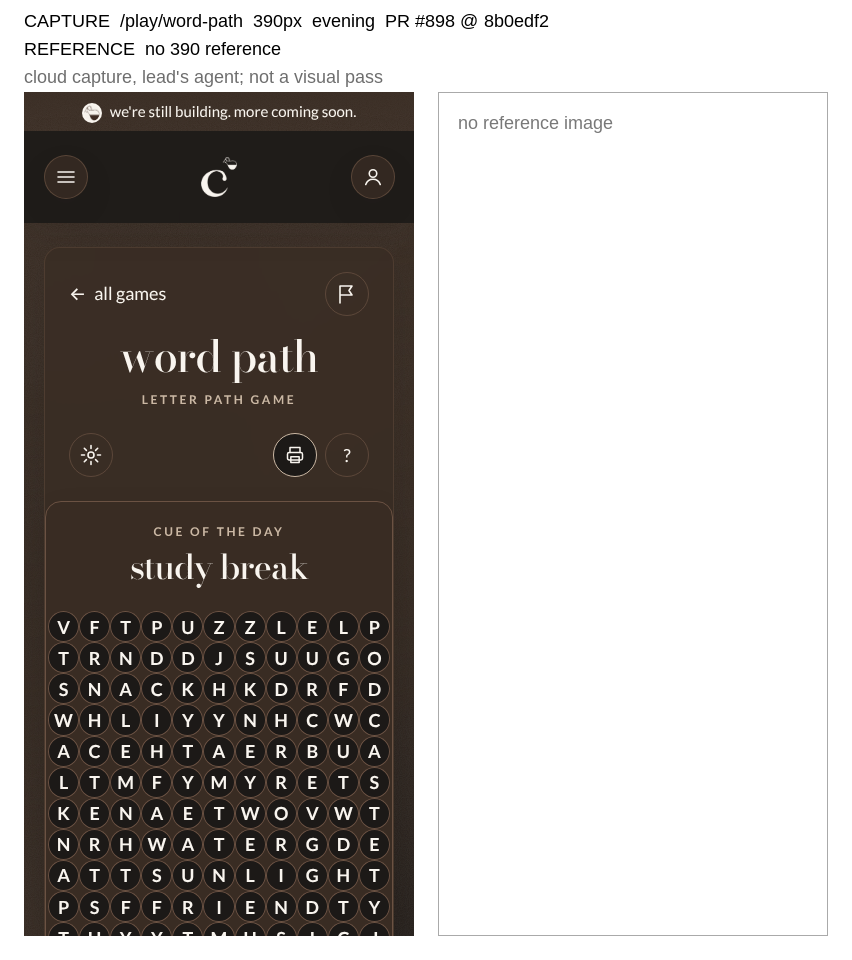 CAPTURE /play/word-path 390px evening PR #898 @ 8b0edf2
REFERENCE no 390 reference
cloud capture, lead's agent; not a visual pass
we're still building. more coming soon.
no reference image
c
← all games
word path
LETTER PATH GAME
?
CUE OF THE DAY
study break
V F T P U Z Z L E L P
T R N D D J S U U G O
S N A C K H K D R F D
W H L I Y Y N H C W C
A C E H T A E R B U A
L T M F Y M Y R E T S
K E N A E T W O V W T
N R H W A T E R G D E
A T T S U N L I G H T
P S F F R I E N D T Y